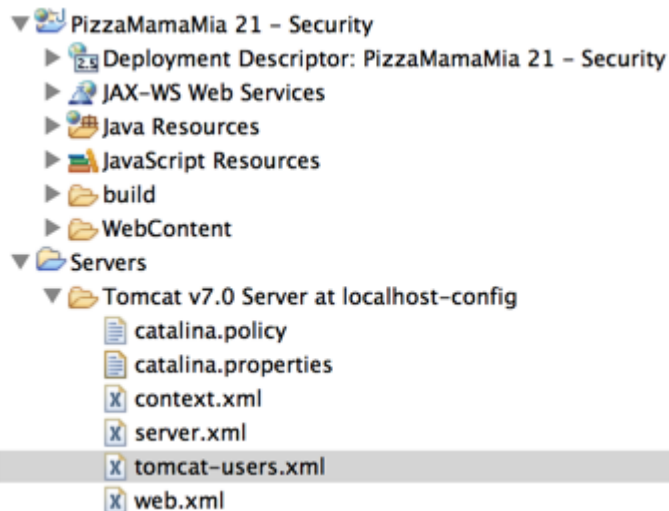 PizzaMamaMia 21 – Security
2.5 Deployment Descriptor: PizzaMamaMia 21 – Security
JAX-WS Web Services
Java Resources
JavaScript Resources
build
WebContent
Servers
Tomcat v7.0 Server at localhost-config
catalina.policy
catalina.properties
X context.xml
X server.xml
X tomcat-users.xml
X web.xml